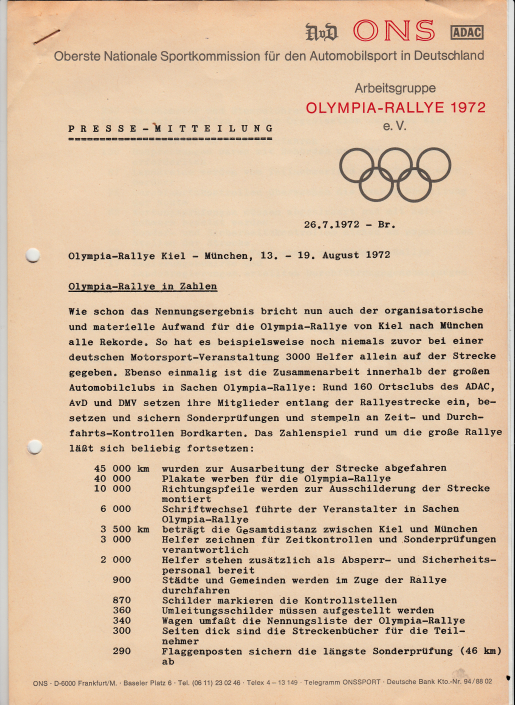 AvD ONS ADAC
Oberste Nationale Sportkommission für den Automobilsport in Deutschland
Arbeitsgruppe
OLYMPIA-RALLYE 1972
e. V.
PRESSE-MITTEILUNG
26.7.1972 - Br.
Olympia-Rallye Kiel - München, 13. - 19. August 1972
Olympia-Rallye in Zahlen
Wie schon das Nennungsergebnis bricht nun auch der organisatorische
und materielle Aufwand für die Olympia-Rallye von Kiel nach München
alle Rekorde. So hat es beispielsweise noch niemals zuvor bei einer
deutschen Motorsport-Veranstaltung 3000 Helfer allein auf der Strecke
gegeben. Ebenso einmalig ist die Zusammenarbeit innerhalb der großen
Automobilclubs in Sachen Olympia-Rallye: Rund 160 Ortsclubs des ADAC,
AvD und DMV setzen ihre Mitglieder entlang der Rallyestrecke ein, be-
setzen und sichern Sonderprüfungen und stempeln an Zeit- und Durch-
fahrts-Kontrollen Bordkarten. Das Zahlenspiel rund um die große Rallye
läßt sich beliebig fortsetzen:
45 000 km wurden zur Ausarbeitung der Strecke abgefahren
40 000 Plakate werben für die Olympia-Rallye
10 000 Richtungspfeile werden zur Ausschilderung der Strecke
montiert
6 000 Schriftwechsel führte der Veranstalter in Sachen
Olympia-Rallye
3 500 km beträgt die Gesamtdistanz zwischen Kiel und München
3 000 Helfer zeichnen für Zeitkontrollen und Sonderprüfungen
verantwortlich
2 000 Helfer stehen zusätzlich als Absperr- und Sicherheits-
personal bereit
900 Städte und Gemeinden werden im Zuge der Rallye
durchfahren
870 Schilder markieren die Kontrollstellen
360 Umleitungsschilder müssen aufgestellt werden
340 Wagen umfaßt die Nennungsliste der Olympia-Rallye
300 Seiten dick sind die Streckenbücher für die Teil-
nehmer
290 Flaggenposten sichern die längste Sonderprüfung (46 km)
ab
ONS · D-6000 Frankfurt/M. · Baseler Platz 6 · Tel. (06 11) 23 02 46 · Telex 4 – 13 149 · Telegramm ONSSPORT · Deutsche Bank Kto.-Nr. 94/88 02